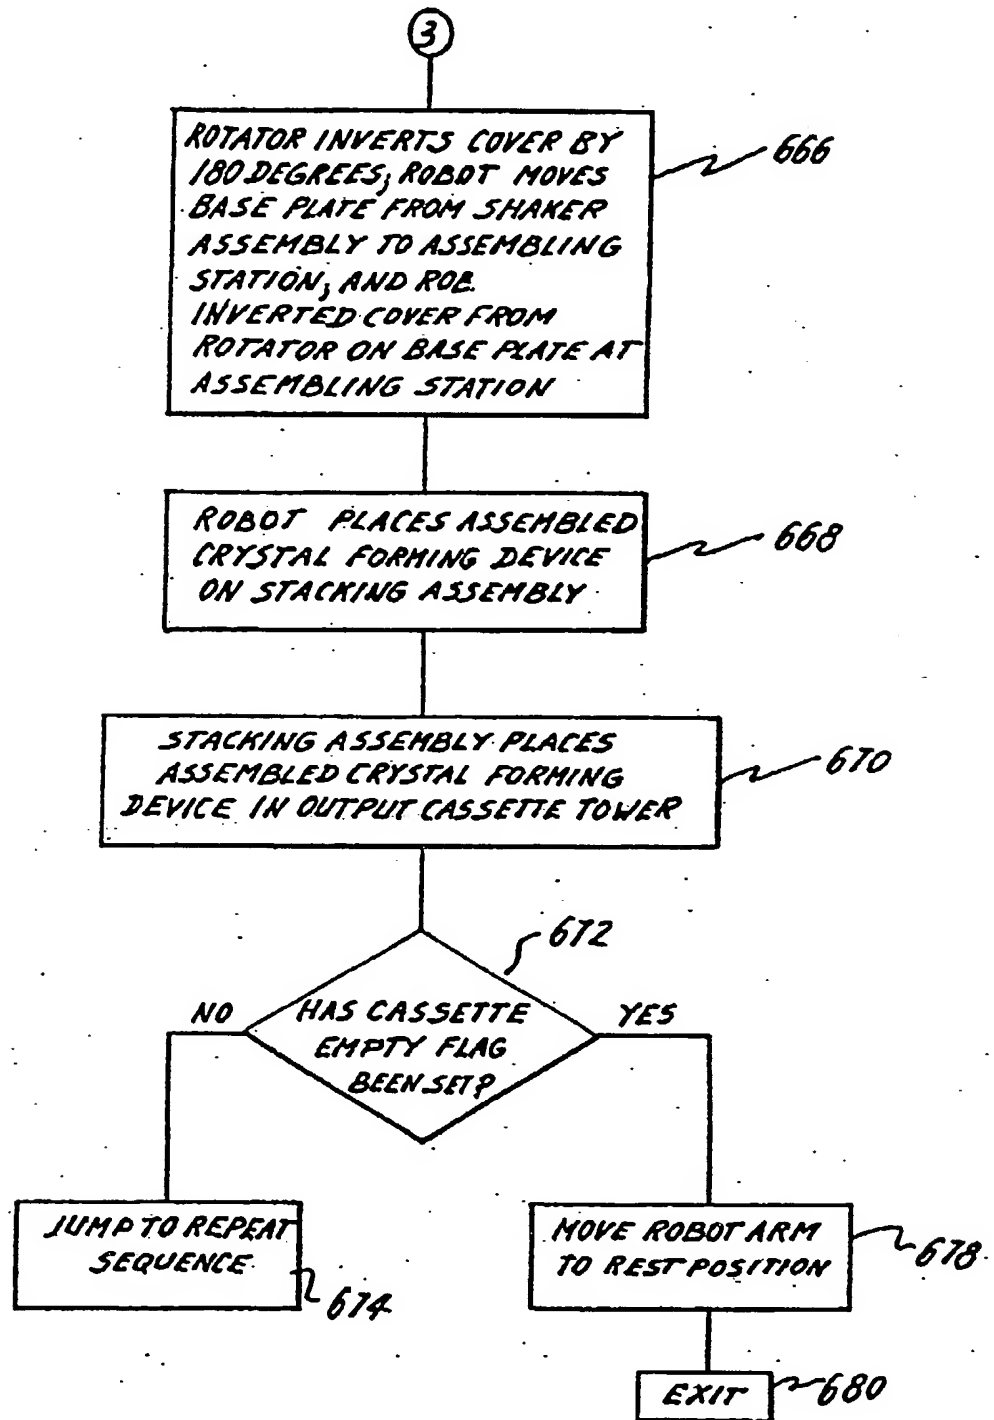 3
ROTATOR INVERTS COVER BY
180 DEGREES; ROBOT MOVES
BASE PLATE FROM SHAKER
ASSEMBLY TO ASSEMBLING
STATION; AND ROB.
INVERTED COVER FROM
ROTATOR ON BASE PLATE AT
ASSEMBLING STATION
666
ROBOT PLACES ASSEMBLED
CRYSTAL FORMING DEVICE
ON STACKING ASSEMBLY
668
STACKING ASSEMBLY PLACES
ASSEMBLED CRYSTAL FORMING
DEVICE IN OUTPUT CASSETTE TOWER
670
672
NO
HAS CASSETTE
EMPTY FLAG
BEEN SET?
YES
JUMP TO REPEAT
SEQUENCE
674
MOVE ROBOT ARM
TO REST POSITION
678
EXIT
680